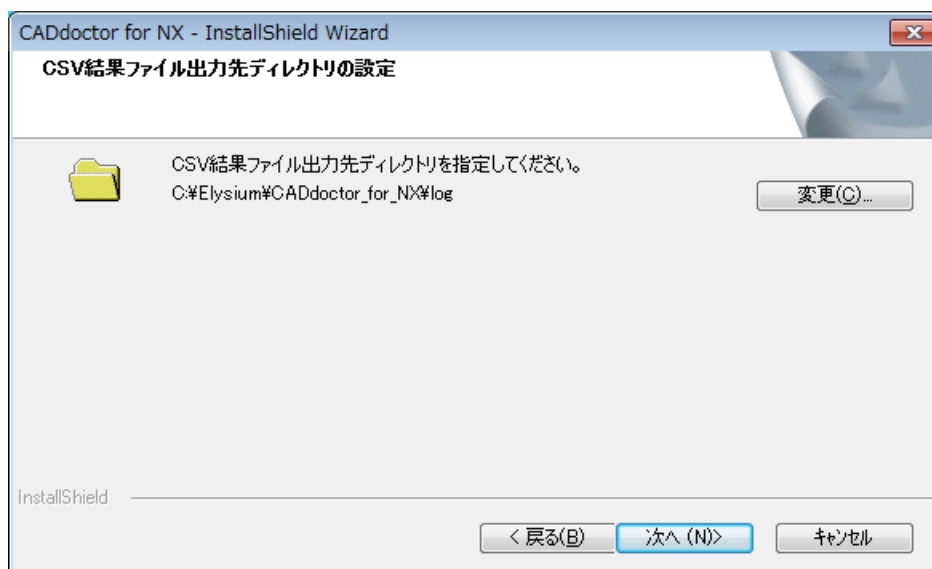 CADdoctor for NX - InstallShield Wizard
CSV結果ファイル出力先ディレクトリの設定
CSV結果ファイル出力先ディレクトリを指定してください。
C:¥Elysium¥CADdoctor_for_NX¥log
変更(C)...
InstallShield
< 戻る(B)
次へ (N)>
キャンセル